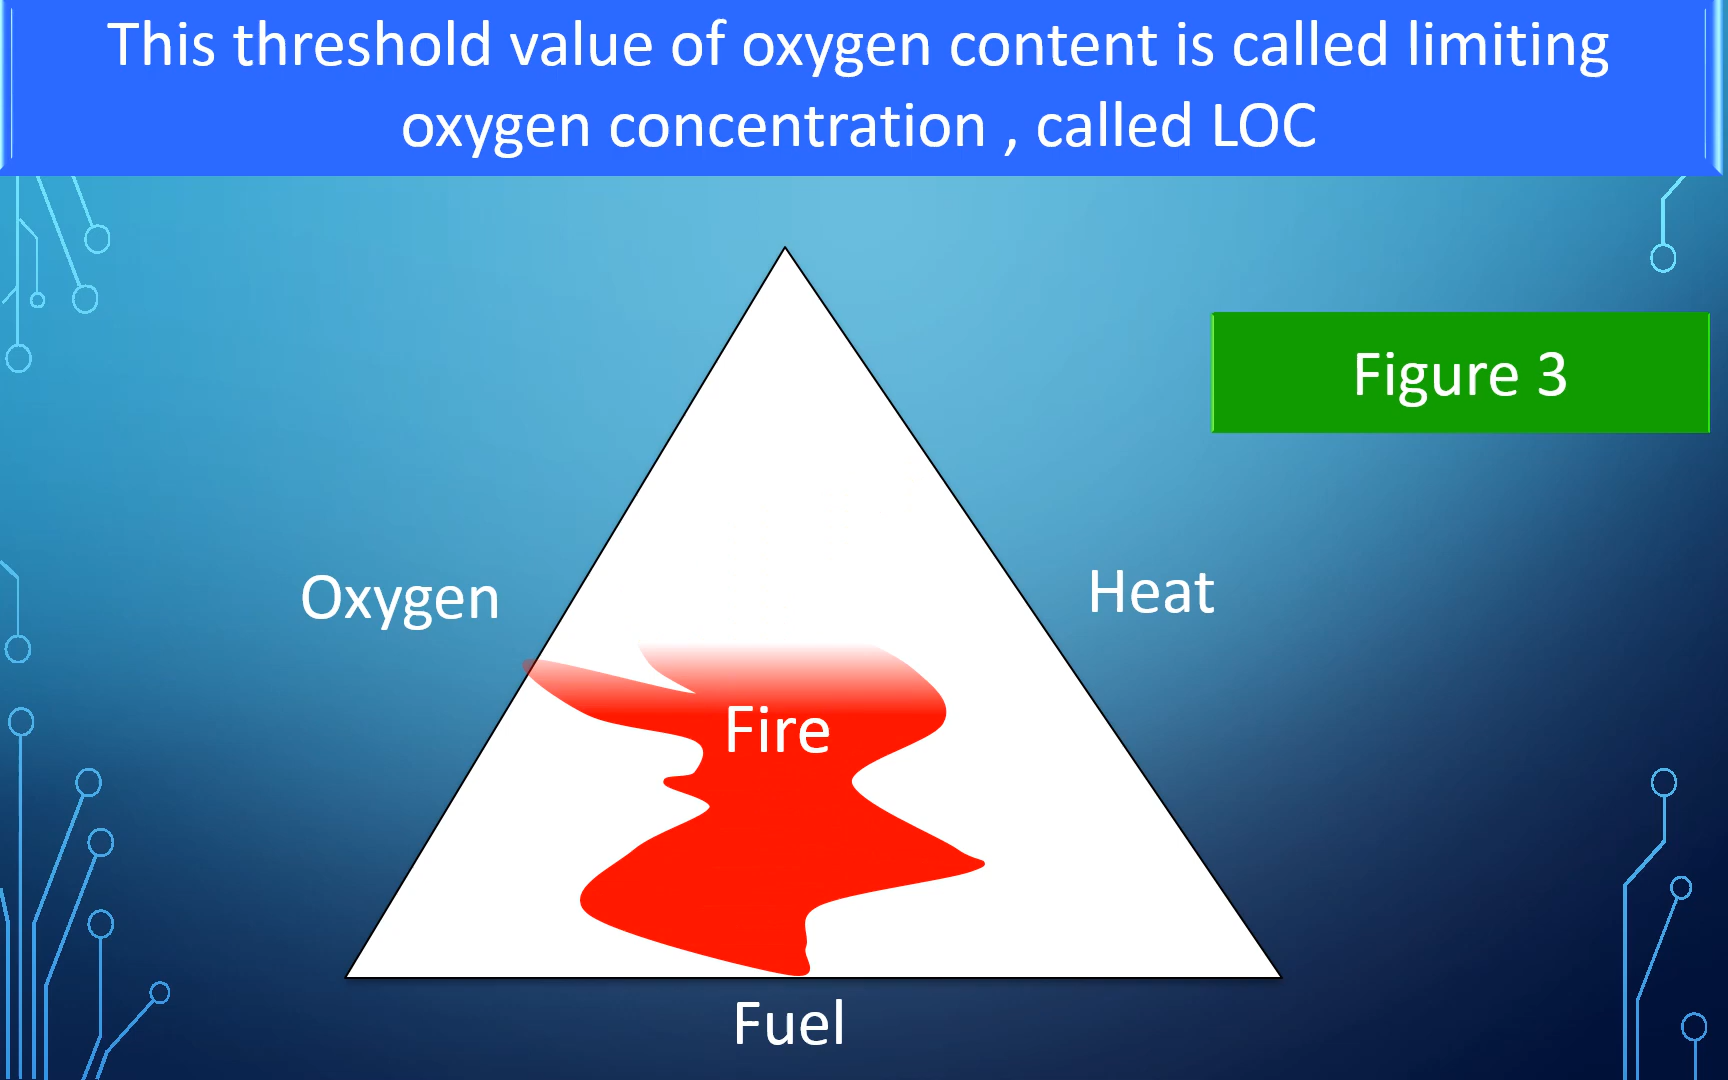 This threshold value of oxygen content is called limiting
oxygen concentration , called LOC
Figure 3
Oxygen
Heat
Fire
Fuel